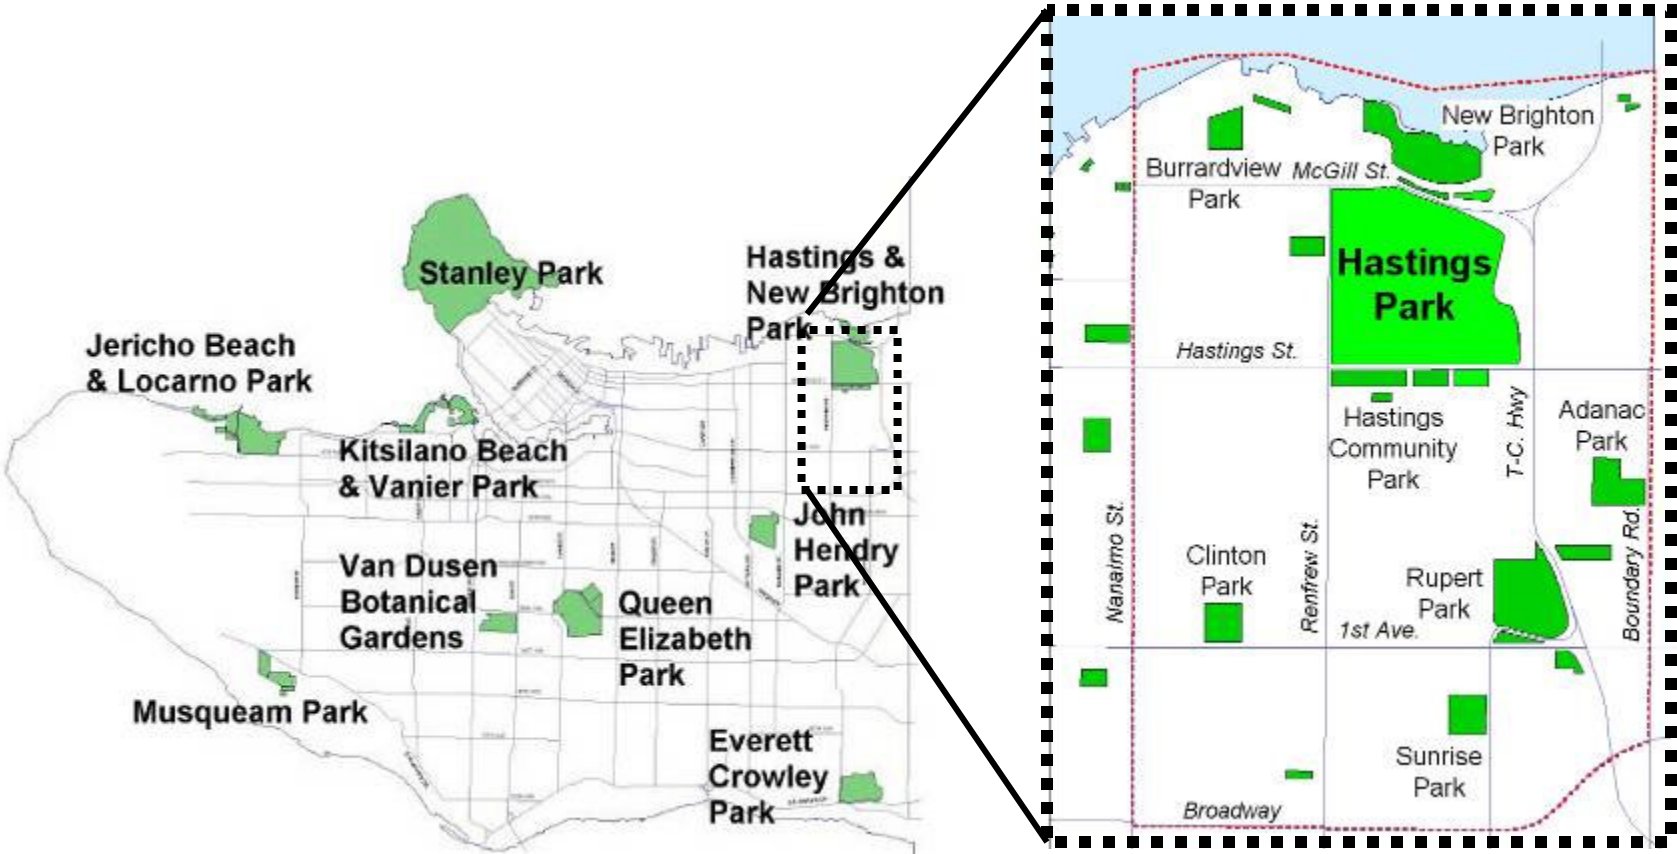 Stanley Park
Hastings &
New Brighton
Park
Jericho Beach
& Locarno Park
Kitsilano Beach
& Vanier Park
John
Hendry
Park
Van Dusen
Botanical
Gardens
Queen
Elizabeth
Park
Musqueam Park
Everett
Crowley
Park
New Brighton
Park
Burrardview
Park
McGill St.
Hastings
Park
Hastings St.
Hastings
Community
Park
T-C. Hwy
Adanac
Park
Nanaimo St.
Renfrew St.
Boundary Rd.
Clinton
Park
Rupert
Park
1st Ave.
Sunrise
Park
Broadway